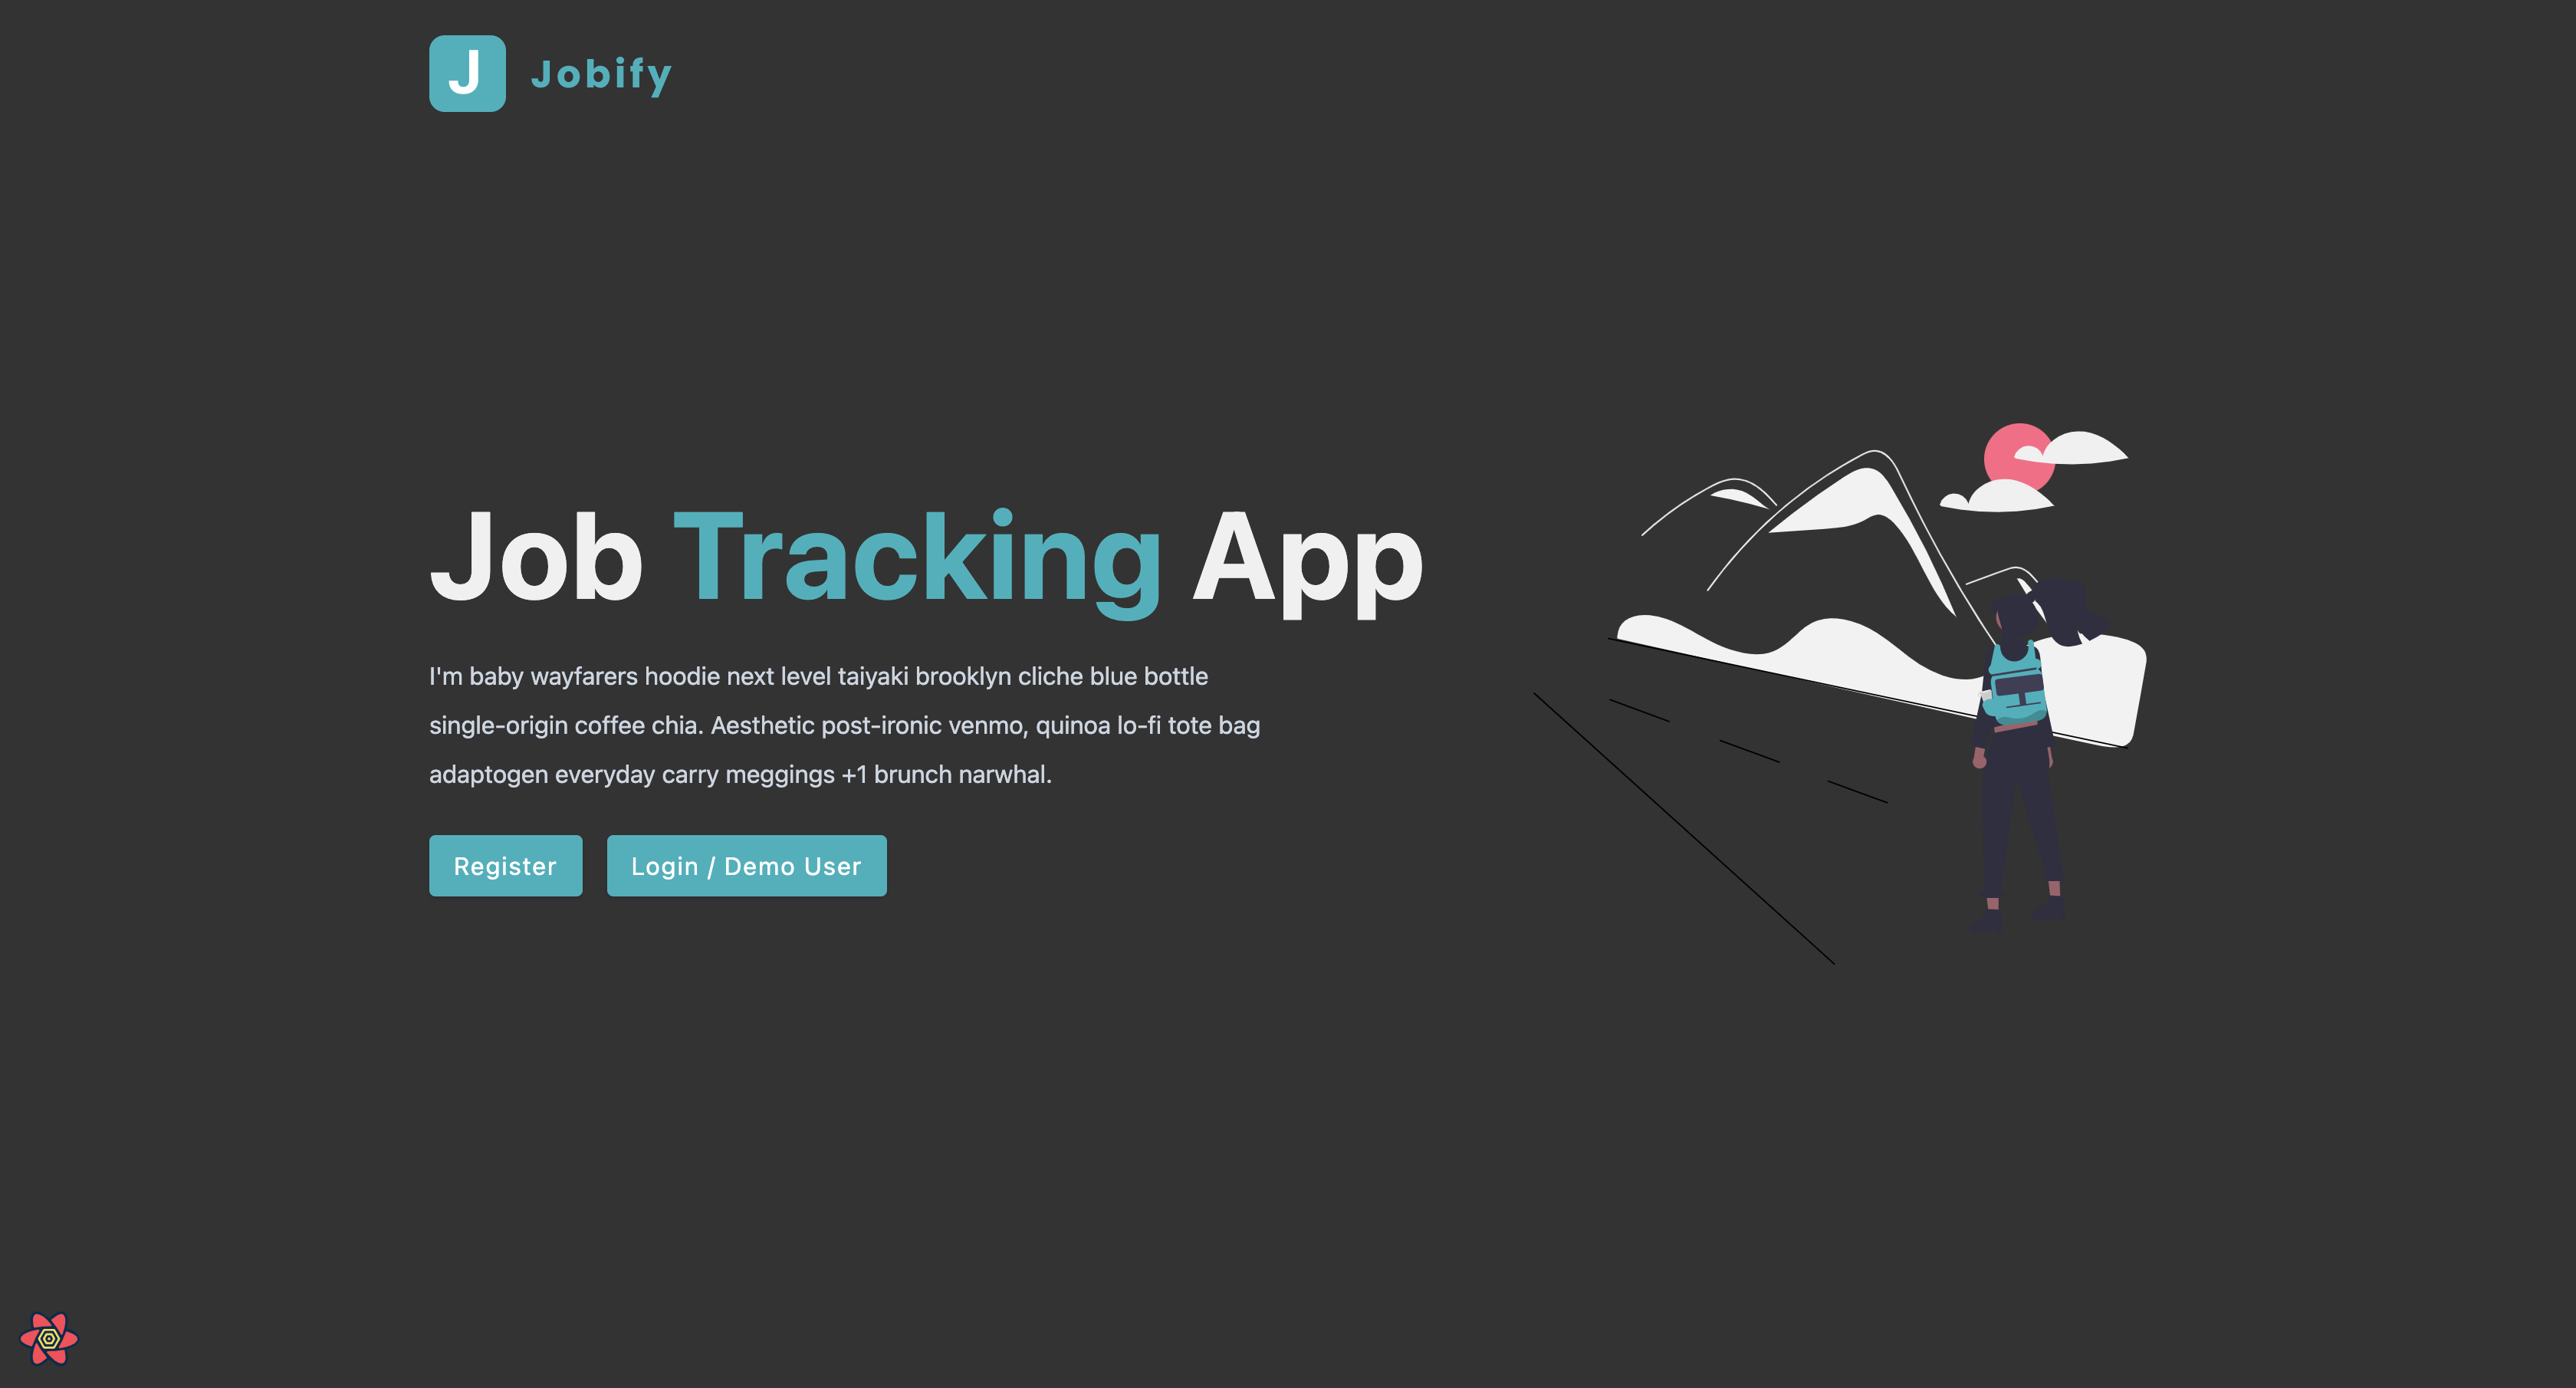 J
Jobify
Job Tracking App
I'm baby wayfarers hoodie next level taiyaki brooklyn cliche blue bottle
single-origin coffee chia. Aesthetic post-ironic venmo, quinoa lo-fi tote bag
adaptogen everyday carry meggings +1 brunch narwhal.
Register
Login / Demo User